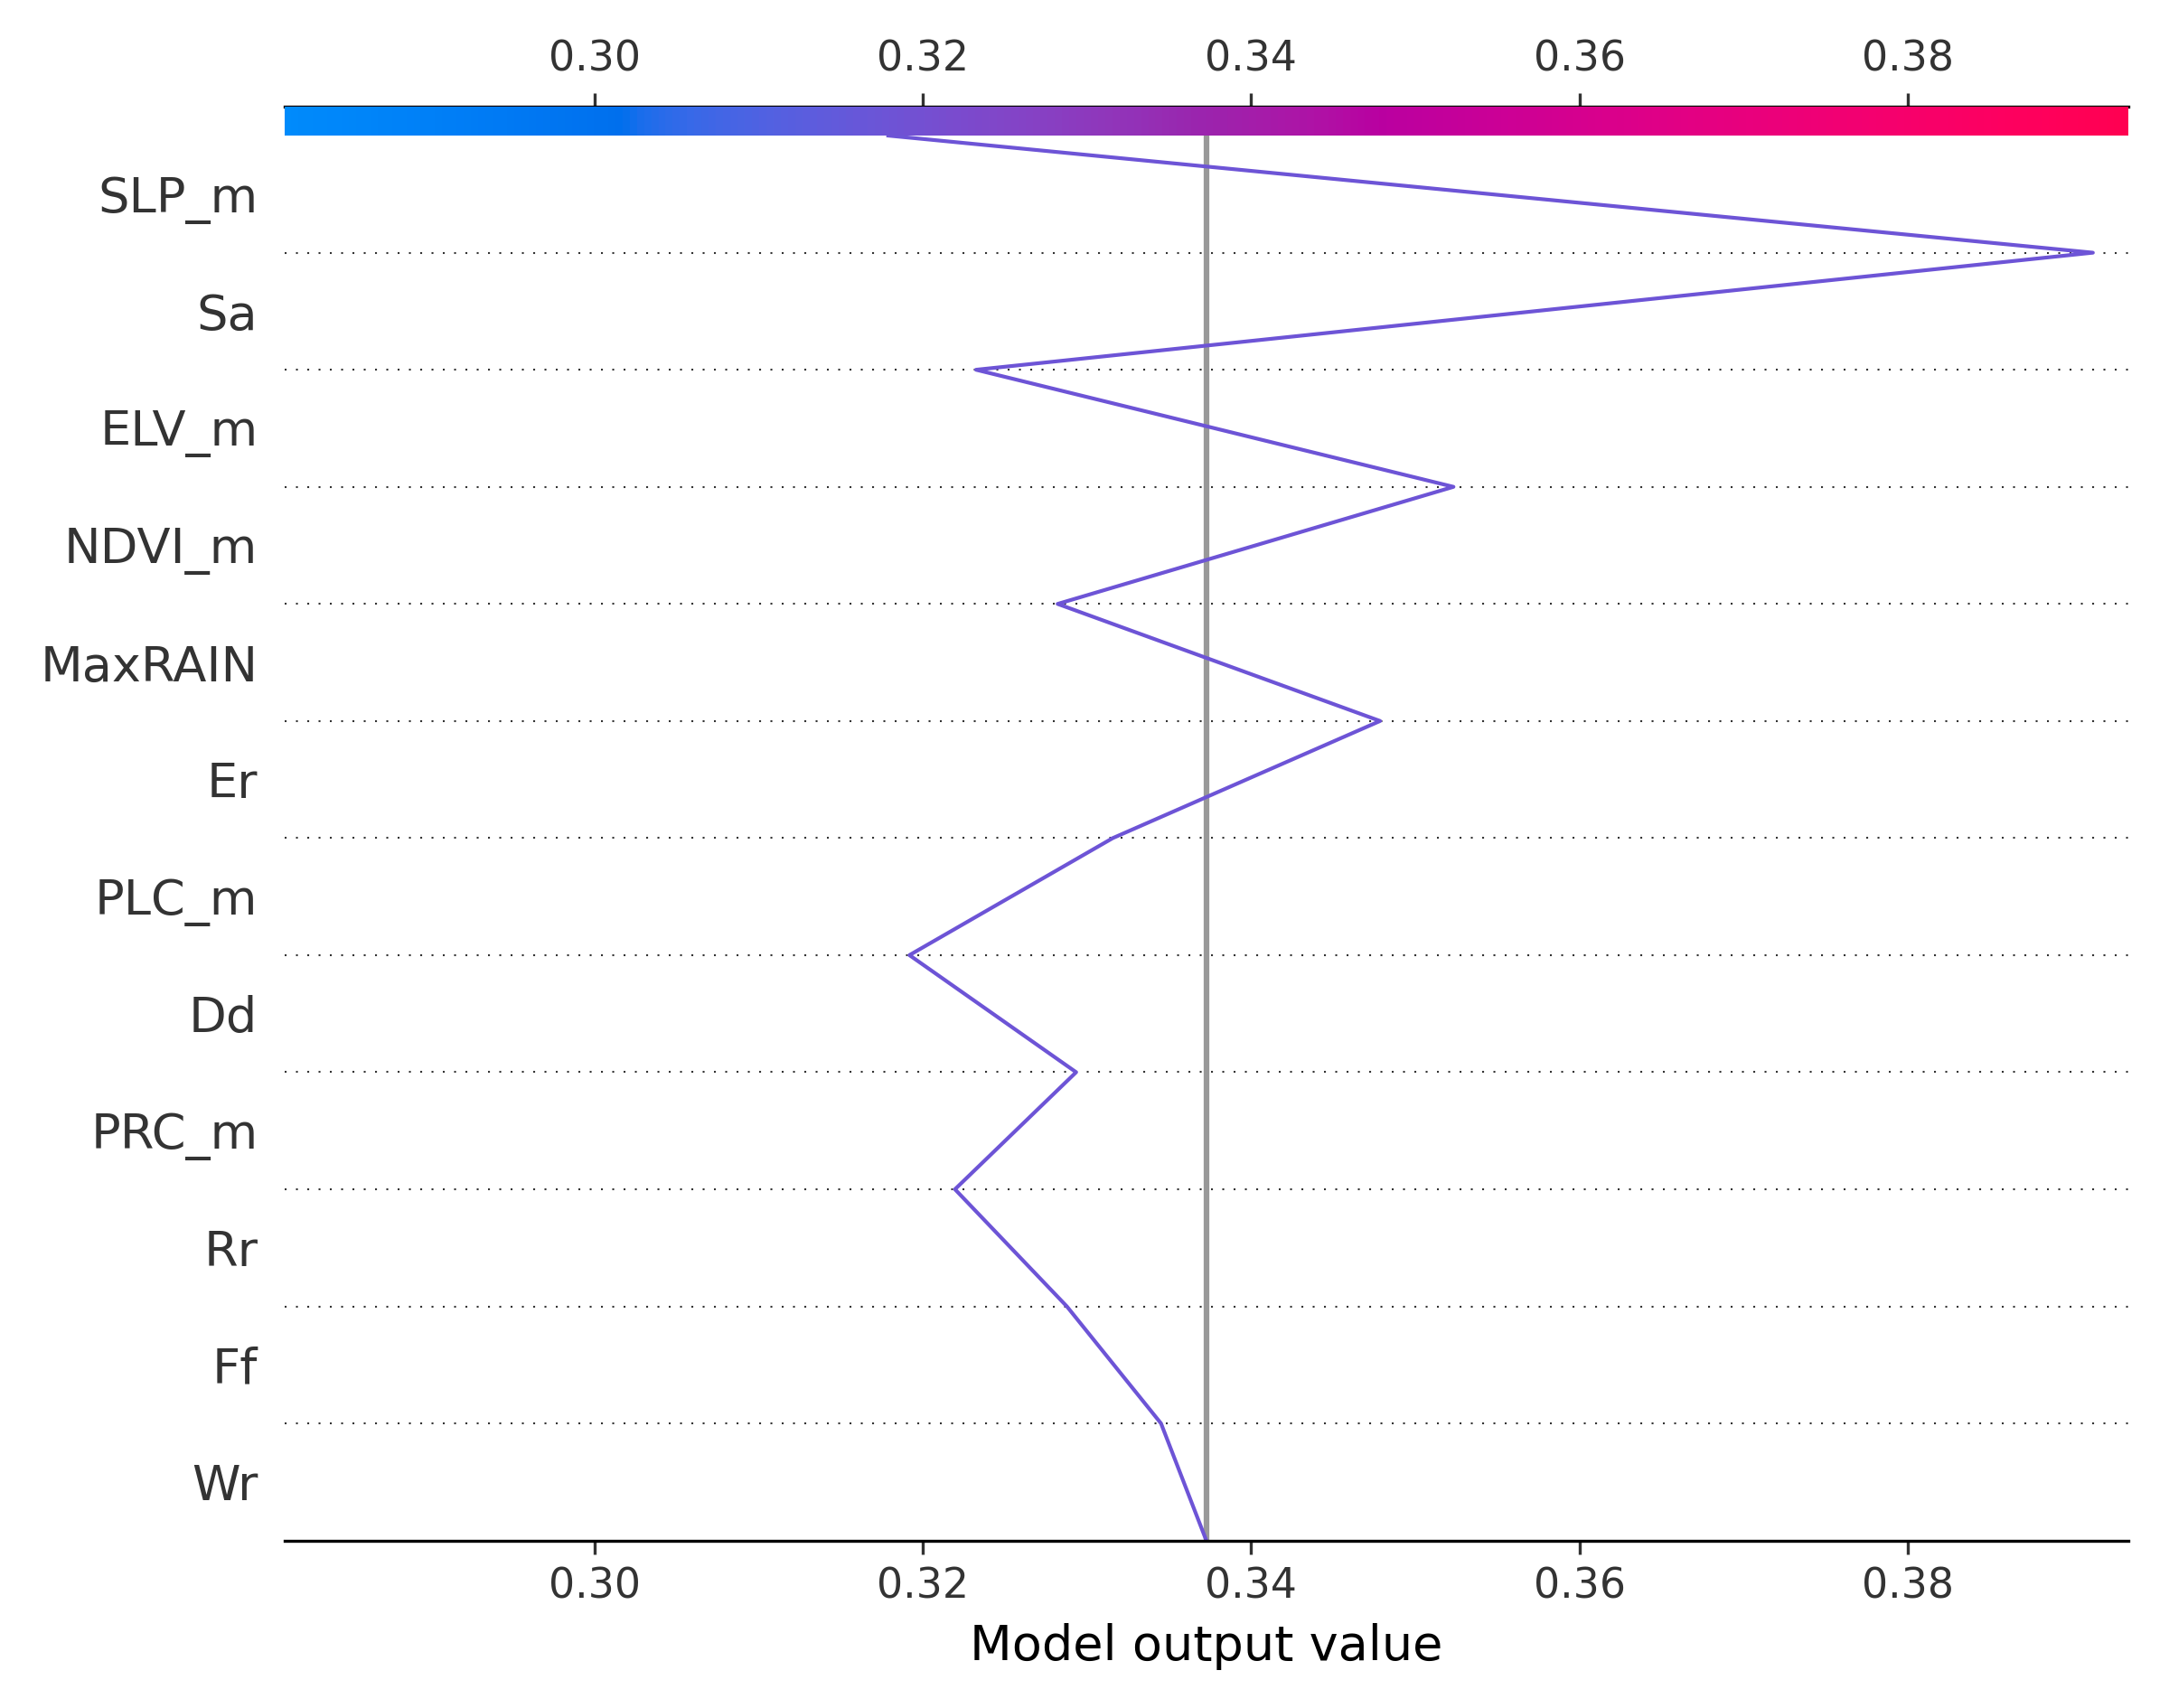 0.30 0.32 0.34 0.36 0.38
SLP_m
Sa
ELV_m
NDVI_m
MaxRAIN
Er
PLC_m
Dd
PRC_m
Rr
Ff
Wr
0.30 0.32 0.34 0.36 0.38
Model output value